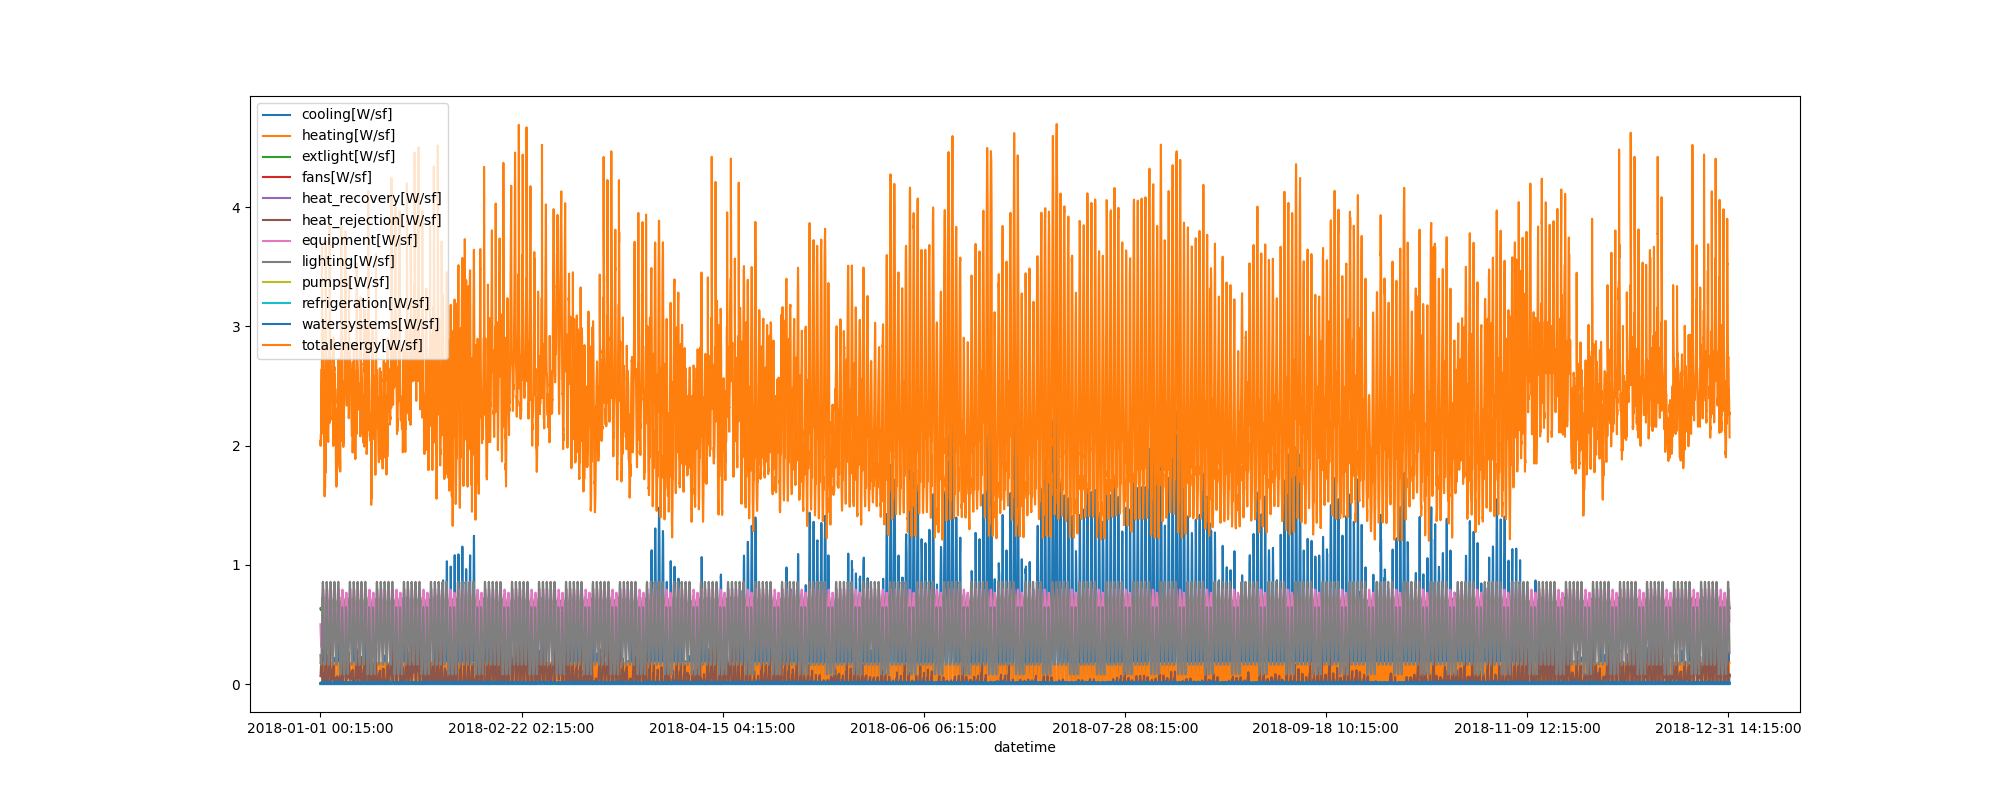 cooling[W/sf]
heating[W/sf]
extlight[W/sf]
fans[W/sf]
heat_recovery[W/sf]
heat_rejection[W/sf]
equipment[W/sf]
lighting[W/sf]
pumps[W/sf]
refrigeration[W/sf]
watersystems[W/sf]
totalenergy[W/sf]
4
3
2
1
0
2018-01-01 00:15:00 2018-02-22 02:15:00 2018-04-15 04:15:00 2018-06-06 06:15:00 2018-07-28 08:15:00 2018-09-18 10:15:00 2018-11-09 12:15:00 2018-12-31 14:15:00
datetime